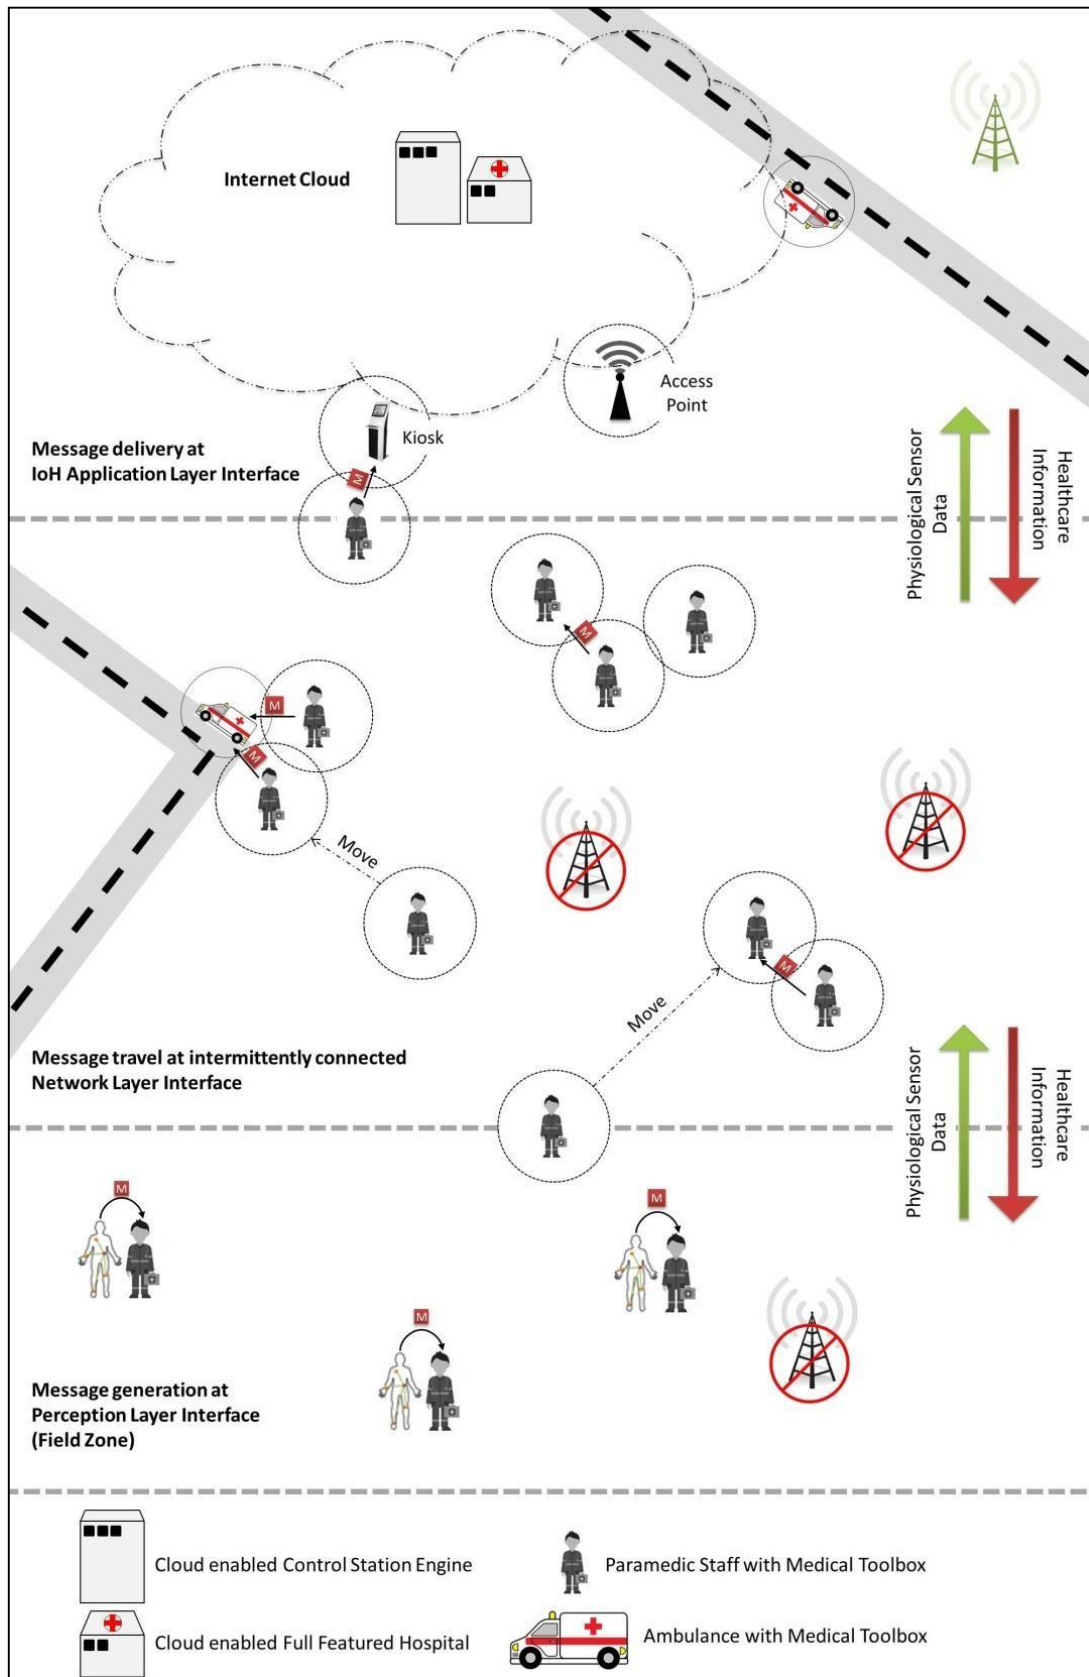 Internet Cloud
Access
Point
Kiosk
M
Message delivery at
IoH Application Layer Interface
Physiological Sensor
Data
Healthcare
Information
M
M
M
Move
M
Move
Message travel at intermittently connected
Network Layer Interface
Physiological Sensor
Data
Healthcare
Information
M
M
M
Message generation at
Perception Layer Interface
(Field Zone)
Cloud enabled Control Station Engine
Paramedic Staff with Medical Toolbox
Cloud enabled Full Featured Hospital
Ambulance with Medical Toolbox